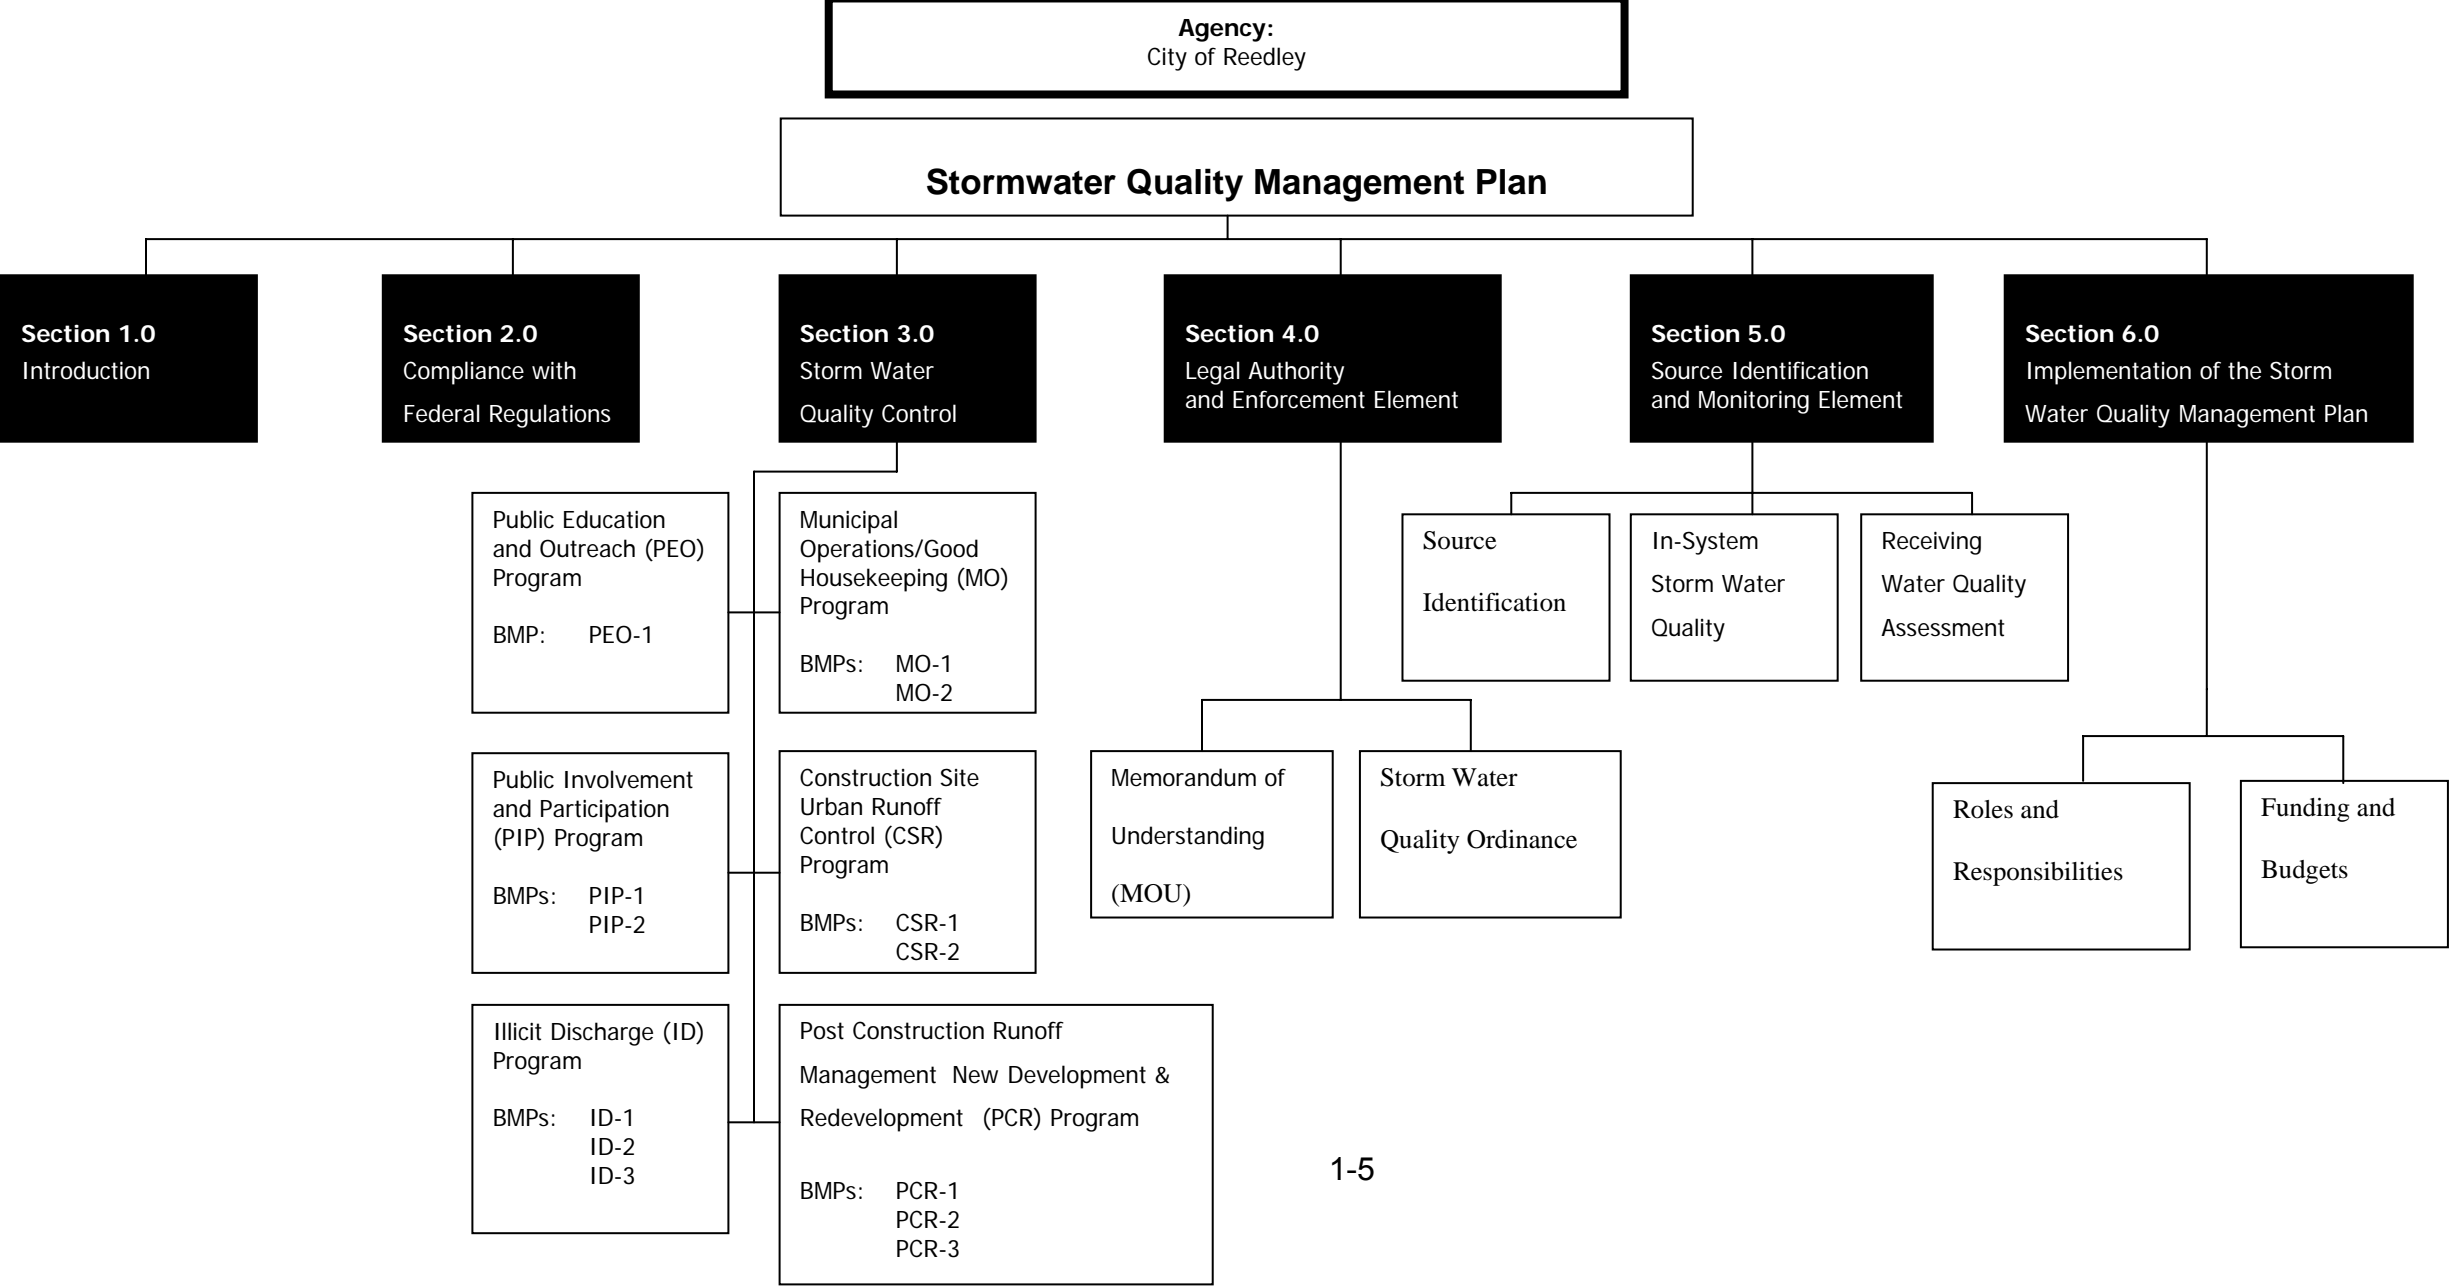 Agency:
City of Reedley
Stormwater Quality Management Plan
Section 1.0
Introduction
Section 2.0
Compliance with
Federal Regulations
Section 3.0
Storm Water
Quality Control
Section 4.0
Legal Authority
and Enforcement Element
Section 5.0
Source Identification
and Monitoring Element
Section 6.0
Implementation of the Storm
Water Quality Management Plan
Public Education
and Outreach (PEO)
Program
BMP: PEO-1
Municipal
Operations/Good
Housekeeping (MO)
Program
BMPs: MO-1
MO-2
Public Involvement
and Participation
(PIP) Program
BMPs: PIP-1
PIP-2
Construction Site
Urban Runoff
Control (CSR)
Program
BMPs: CSR-1
CSR-2
Illicit Discharge (ID)
Program
BMPs: ID-1
ID-2
ID-3
Post Construction Runoff
Management New Development &
Redevelopment (PCR) Program
BMPs: PCR-1
PCR-2
PCR-3
Memorandum of
Understanding
(MOU)
Storm Water
Quality Ordinance
Source
Identification
In-System
Storm Water
Quality
Receiving
Water Quality
Assessment
Roles and
Responsibilities
Funding and
Budgets
1-5